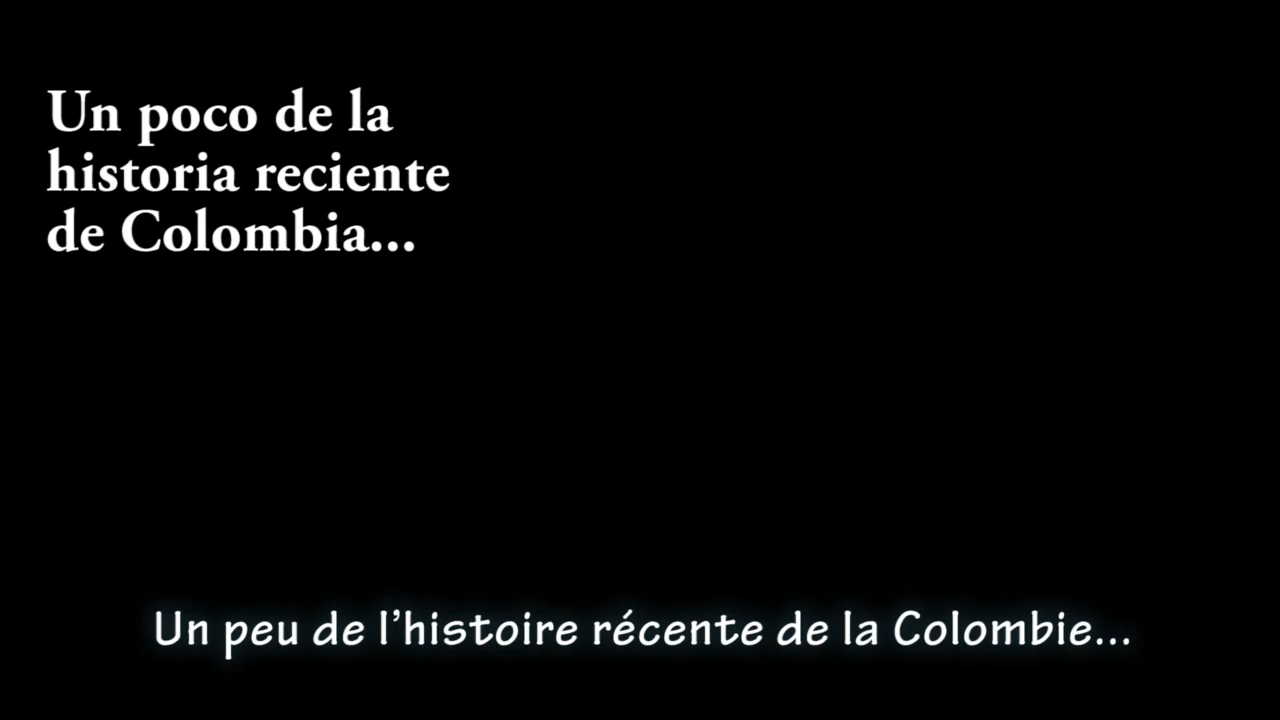 Un poco de la
historia reciente
de Colombia...
Un peu de l’histoire récente de la Colombie...